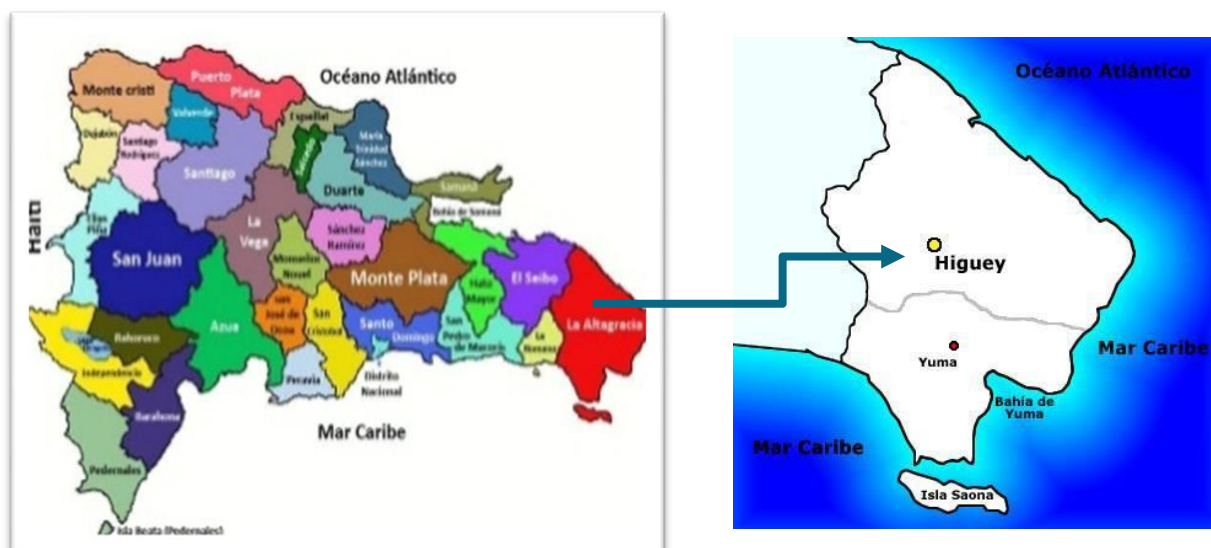 Océano Atlántico
Puerto
Plata
Monte cristi
Valverde
Espaillat
María
Trinidad
Sánchez
Dajabón
Santiago
Rodríguez
Salcedo
Santiago
Duarte
Samaná
Bahía de Samaná
Haití
Elías
Piña
La
Vega
Sánchez
Ramírez
San Juan
Monseñor
Nouel
Monte Plata
Hato
Mayor
El Seibo
La Altagracia
Azua
San
José de
Ocoa
San
Cristóbal
Santo
Domingo
San
Pedro
de Macorís
La
Romana
Bahoruco
Independencia
Peravia
Distrito
Nacional
Barahona
Mar Caribe
Pedernales
Isla Beata (Pedernales)
Océano Atlántico
Higuey
Yuma
Mar Caribe
Bahía de
Yuma
Mar Caribe
Isla Saona